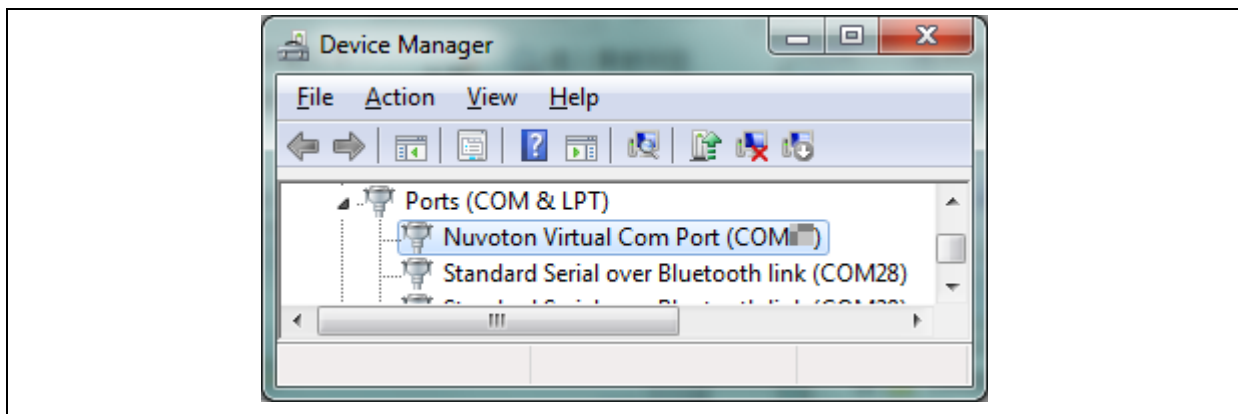 Device Manager
File Action View Help
Ports (COM & LPT)
Nuvoton Virtual Com Port (COM )
Standard Serial over Bluetooth link (COM28)